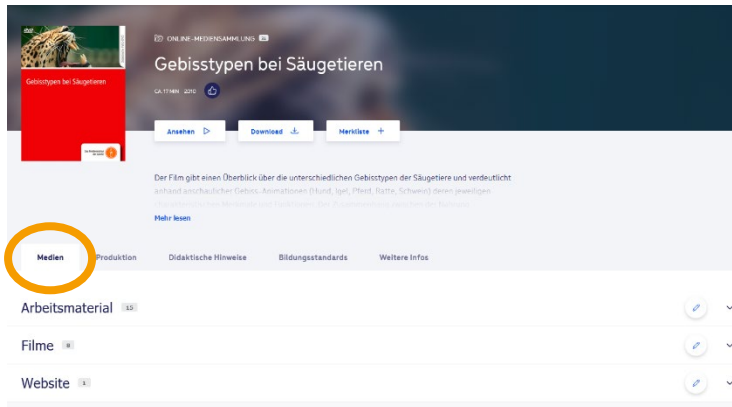 ONLINE-MEDIENSAMMLUNG
Gebisstypen bei Säugetieren
Gebisstypen bei Säugetieren
CA.17MIN 2010
Ansehen
Download
Merkliste +
Der Film gibt einen Überblick über die unterschiedlichen Gebisstypen der Säugetiere und verdeutlicht
anhand anschaulicher Gebiss-Animationen (Hund, Igel, Pferd, Ratte, Schwein) deren jeweiligen
Mehr lesen
Medien Produktion Didaktische Hinweise Bildungsstandards Weitere Infos
Arbeitsmaterial 15
Filme 8
Website 1